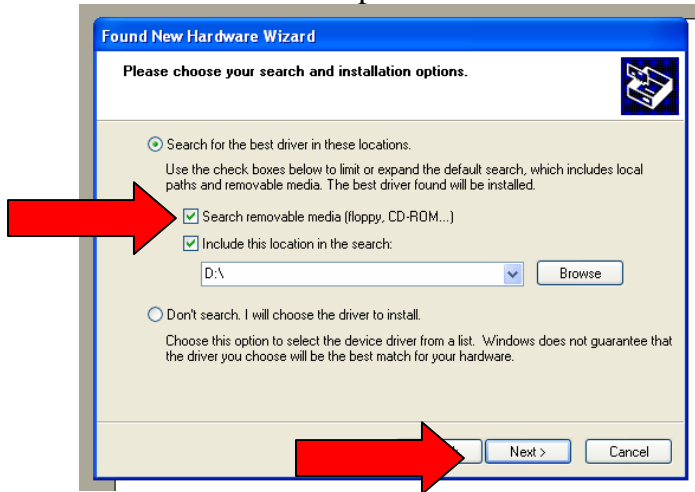 Found New Hardware Wizard
Please choose your search and installation options.
Search for the best driver in these locations.
Use the check boxes below to limit or expand the default search, which includes local
paths and removable media. The best driver found will be installed.
Search removable media (floppy, CD-ROM...)
Include this location in the search:
D:\
Browse
Don't search. I will choose the driver to install.
Choose this option to select the device driver from a list. Windows does not guarantee that
the driver you choose will be the best match for your hardware.
Next >
Cancel